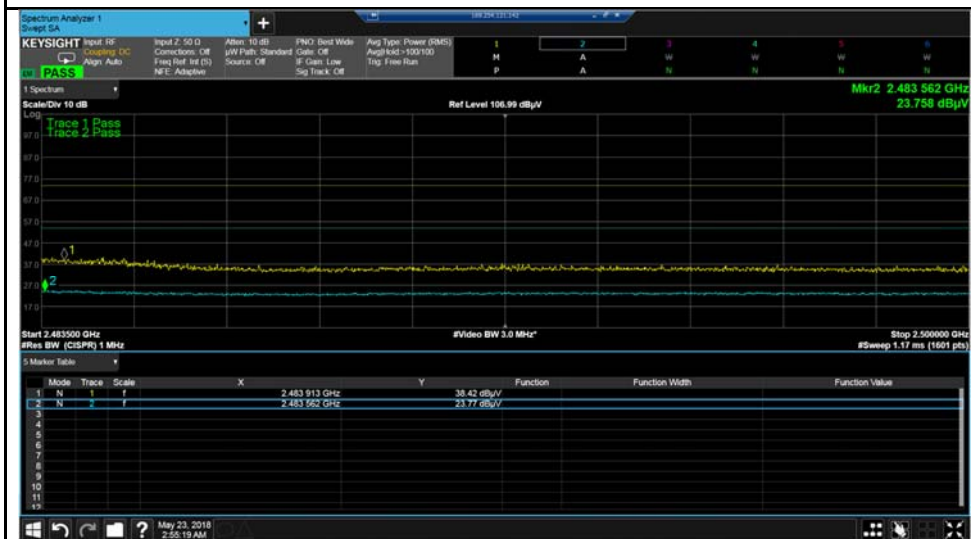 Spectrum Analyzer 1
Swept SA
+
169.254.131.142
KEYSIGHT Input: RF
Coupling: DC
Align: Auto
PASS
Input Z: 50 Ω
Corrections: Off
Freq Ref: Int (S)
NFE: Adaptive
Atten: 10 dB
µW Path: Standard
Source: Off
PNO: Best Wide
Gate: Off
IF Gain: Low
Sig Track: Off
Avg Type: Power (RMS)
Avg|Hold:>100/100
Trig: Free Run
1 2 3 4 5 6
M A W W W W
P A N N N N
1 Spectrum
Mkr2 2.483 562 GHz
Scale/Div 10 dB
Ref Level 106.99 dBµV
23.758 dBµV
Log
Trace 1 Pass
Trace 2 Pass
97.0
87.0
77.0
67.0
57.0
47.0
37.0
27.0
17.0
1
2
Start 2.483500 GHz
#Video BW 3.0 MHz*
Stop 2.500000 GHz
#Res BW (CISPR) 1 MHz
#Sweep 1.17 ms (1601 pts)
5 Marker Table
Mode Trace Scale X Y Function Function Width Function Value
1 N 1 f 2.483 913 GHz 38.42 dBµV
2 N 2 f 2.483 562 GHz 23.77 dBµV
3
4
5
6
7
8
9
10
11
12
? May 23, 2018
2:55:19 AM